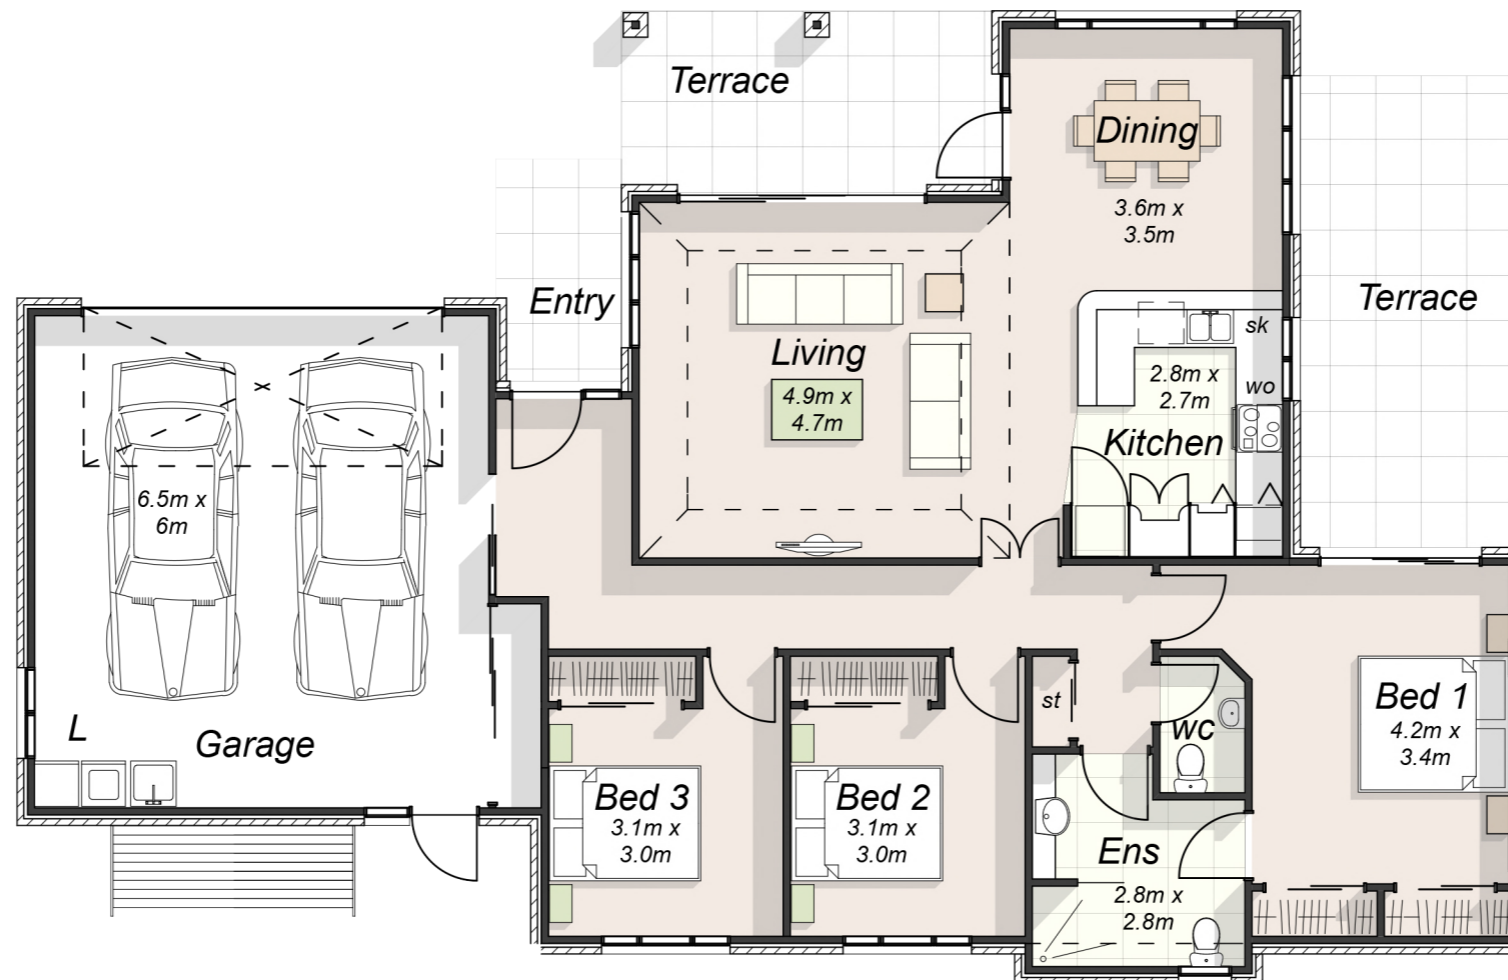 Terrace
Dining
3.6m x
3.5m
Entry
Terrace
Living
4.9m x
4.7m
sk
2.8m x
2.7m
wo
Kitchen
6.5m x
6m
L
Garage
Bed 3
3.1m x
3.0m
Bed 2
3.1m x
3.0m
st
wc
Bed 1
4.2m x
3.4m
Ens
2.8m x
2.8m